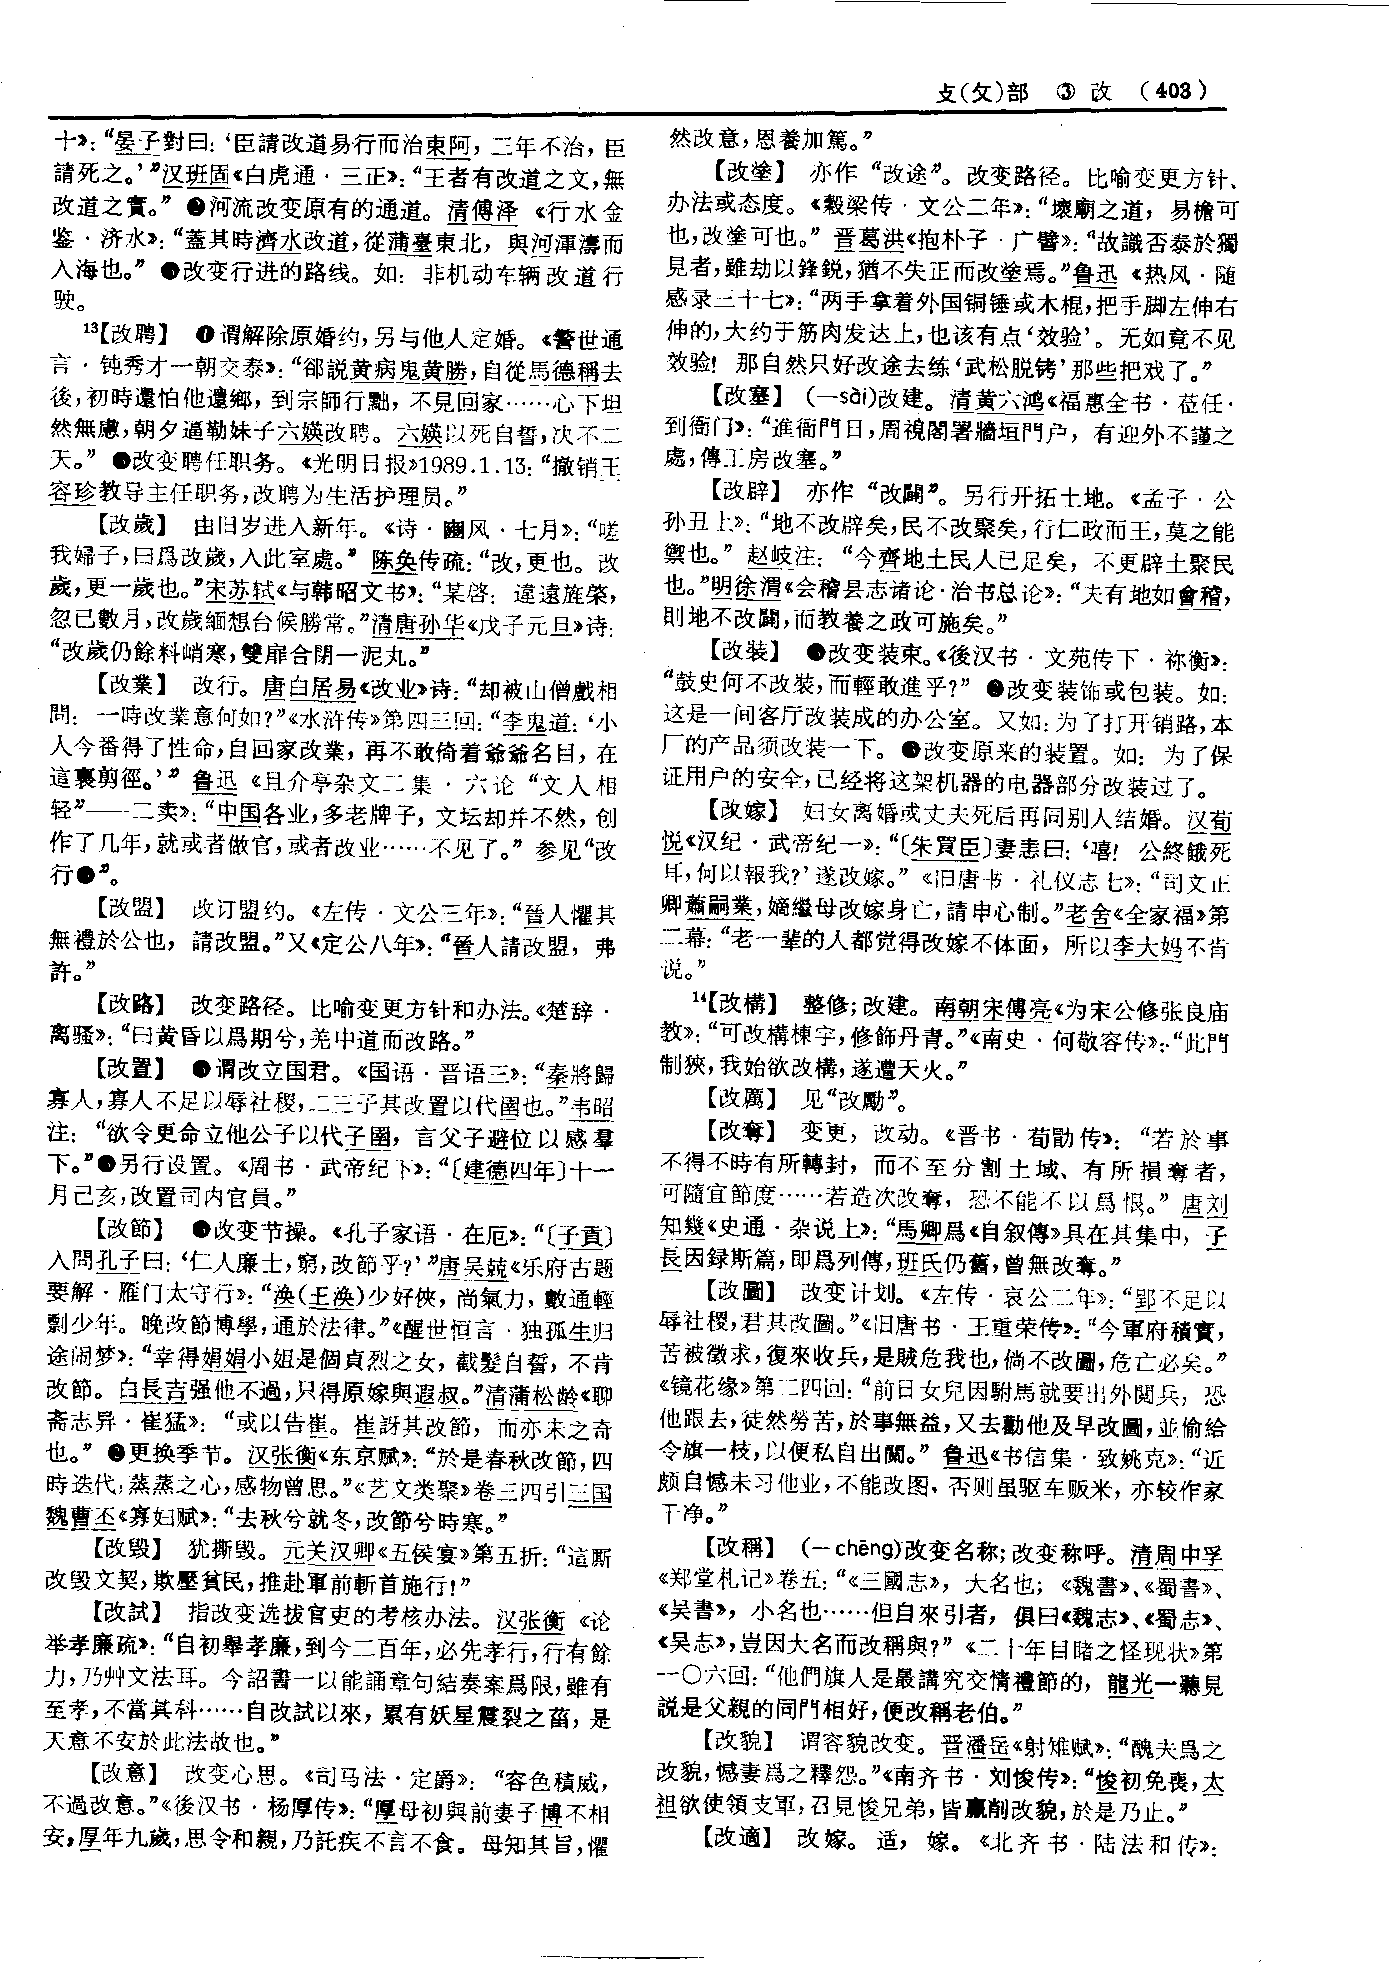 攴(攵)部 ③ 改 (403)
十》：“晏子對曰：‘臣請改道易行而治東阿，三年不治，臣
請死之。’”汉班固《白虎通·三正》：“王者有改道之文，無
改道之實。”❷河流改变原有的通道。清傅泽《行水金
鉴·济水》：“蓋其時濟水改道，從蒲臺東北，與河渾濤而
入海也。”❸改变行进的路线。如：非机动车辆改道行
驶。
13【改聘】 ❶谓解除原婚约，另与他人定婚。《警世通
言·钝秀才一朝交泰》：“卻説黄病鬼黄勝，自從馬德稱去
後，初時還怕他還鄉，到宗師行黜，不見回家……心下坦
然無慮，朝夕逼勒妹子六媖改聘。六媖以死自誓，决不二
天。”❷改变聘任职务。《光明日报》1989.1.13：“撤销王
容珍教导主任职务，改聘为生活护理员。”
【改歲】 由旧岁进入新年。《诗·豳风·七月》：“嗟
我婦子，曰爲改歲，入此室處。”陈奂传疏：“改，更也。改
歲，更一歲也。”宋苏轼《与韩昭文书》：“某啓：違遠旌棨，
忽已數月，改歲緬想台候勝常。”清唐孙华《戊子元旦》诗：
“改歲仍餘料峭寒，雙扉合閉一泥丸。”
【改業】 改行。唐白居易《改业》诗：“却被山僧戲相
問：一時改業意何如？”《水浒传》第四三回：“李鬼道：‘小
人今番得了性命，自回家改業，再不敢倚着爺爺名目，在
這裏剪徑。’”鲁迅《且介亭杂文二集·六论“文人相
轻”——二卖》：“中国各业，多老牌子，文坛却并不然，创
作了几年，就或者做官，或者改业……不见了。”参见“改
行❶”。
【改盟】 改订盟约。《左传·文公三年》：“晉人懼其
無禮於公也，請改盟。”又《定公八年》：“晉人請改盟，弗
許。”
【改路】 改变路径。比喻变更方针和办法。《楚辞·
离骚》：“曰黄昏以爲期兮，羌中道而改路。”
【改置】 ❶谓改立国君。《国语·晋语三》：“秦將歸
寡人，寡人不足以辱社稷，二三子其改置以代圉也。”韦昭
注：“欲令更命立他公子以代子圉，言父子避位以感羣
下。”❷另行设置。《周书·武帝纪下》：“〔建德四年〕十一
月己亥，改置司内官員。”
【改節】 ❶改变节操。《孔子家语·在厄》：“〔子貢〕
入問孔子曰：‘仁人廉士，窮，改節乎？’”唐吴兢《乐府古题
要解·雁门太守行》：“涣(王涣)少好俠，尚氣力，數通輕
剽少年。晚改節博學，通於法律。”《醒世恒言·独孤生归
途闹梦》：“幸得娟娟小姐是個貞烈之女，截髮自誓，不肯
改節。白長吉强他不過，只得原嫁與遐叔。”清蒲松龄《聊
斋志异·崔猛》：“或以告崔。崔訝其改節，而亦未之奇
也。”❷更换季节。汉张衡《东京赋》：“於是春秋改節，四
時迭代，蒸蒸之心，感物曾思。”《艺文类聚》卷三四引三国
魏曹丕《寡妇赋》：“去秋兮就冬，改節兮時寒。”
【改毁】 犹撕毁。元关汉卿《五侯宴》第五折：“這厮
改毁文契，欺壓貧民，推赴軍前斬首施行！”
【改試】 指改变选拔官吏的考核办法。汉张衡《论
举孝廉疏》：“自初舉孝廉，到今二百年，必先孝行，行有餘
力，乃艸文法耳。今詔書一以能誦章句結奏案爲限，雖有
至孝，不當其科……自改試以來，累有妖星震裂之菑，是
天意不安於此法故也。”
【改意】 改变心思。《司马法·定爵》：“容色積威，
不過改意。”《後汉书·杨厚传》：“厚母初與前妻子博不相
安，厚年九歲，思令和親，乃託疾不言不食。母知其旨，懼
然改意，恩養加篤。”
【改塗】 亦作“改途”。改变路径。比喻变更方针、
办法或态度。《穀梁传·文公二年》：“壞廟之道，易檐可
也，改塗可也。”晋葛洪《抱朴子·广譬》：“故識否泰於獨
見者，雖劫以鋒鋭，猶不失正而改塗焉。”鲁迅《热风·随
感录三十七》：“两手拿着外国铜锤或木棍，把手脚左伸右
伸的，大约于筋肉发达上，也该有点‘效验’。无如竟不见
效验！那自然只好改途去练‘武松脱铐’那些把戏了。”
【改塞】 (—sài)改建。清黄六鸿《福惠全书·莅任·
到衙门》：“進衙門日，周視閣署牆垣門户，有迎外不謹之
處，傳工房改塞。”
【改辟】 亦作“改闢”。另行开拓土地。《孟子·公
孙丑上》：“地不改辟矣，民不改聚矣，行仁政而王，莫之能
禦也。”赵岐注：“今齊地土民人已足矣，不更辟土聚民
也。”明徐渭《会稽县志诸论·治书总论》：“夫有地如會稽，
則地不改闢，而教養之政可施矣。”
【改裝】 ❶改变装束。《後汉书·文苑传下·祢衡》：
“鼓史何不改裝，而輕敢進乎？”❷改变装饰或包装。如：
这是一间客厅改装成的办公室。又如：为了打开销路，本
厂的产品须改装一下。❸改变原来的装置。如：为了保
证用户的安全，已经将这架机器的电器部分改装过了。
【改嫁】 妇女离婚或丈夫死后再同别人结婚。汉荀
悦《汉纪·武帝纪一》：“〔朱買臣〕妻恚曰：‘嘻！公終餓死
耳，何以報我？’遂改嫁。”《旧唐书·礼仪志七》：“司文正
卿蕭嗣業，嫡繼母改嫁身亡，請申心制。”老舍《全家福》第
二幕：“老一辈的人都觉得改嫁不体面，所以李大妈不肯
说。”
14【改構】 整修；改建。南朝宋傅亮《为宋公修张良庙
教》：“可改構棟宇，修飾丹青。”《南史·何敬容传》：“此門
制狹，我始欲改構，遂遭天火。”
【改厲】 见“改勵”。
【改奪】 变更，改动。《晋书·荀勖传》：“若於事
不得不時有所轉封，而不至分割土域、有所損奪者，
可隨宜節度……若造次改奪，恐不能不以爲恨。”唐刘
知幾《史通·杂说上》：“馬卿爲《自叙傳》具在其集中，子
長因録斯篇，即爲列傳，班氏仍舊，曾無改奪。”
【改圖】 改变计划。《左传·哀公二年》：“郢不足以
辱社稷，君其改圖。”《旧唐书·王重荣传》：“今軍府積實，
苦被徵求，復來收兵，是賊危我也，倘不改圖，危亡必矣。”
《镜花缘》第二四回：“前日女兒因駙馬就要出外閲兵，恐
他跟去，徒然勞苦，於事無益，又去勸他及早改圖，並偷給
令旗一枝，以便私自出關。”鲁迅《书信集·致姚克》：“近
颇自憾未习他业，不能改图，否则虽驱车贩米，亦较作家
干净。”
【改稱】 (—chēng)改变名称；改变称呼。清周中孚
《郑堂札记》卷五：“《三國志》，大名也；《魏書》、《蜀書》、
《吴書》，小名也……但自來引者，俱曰《魏志》、《蜀志》、
《吴志》，豈因大名而改稱與？”《二十年目睹之怪现状》第
一〇六回：“他們旗人是最講究交情禮節的，龍光一聽見
説是父親的同門相好，便改稱老伯。”
【改貌】 谓容貌改变。晋潘岳《射雉赋》：“醜夫爲之
改貌，憾妻爲之釋怨。”《南齐书·刘悛传》：“悛初免喪，太
祖欲使領支軍，召見悛兄弟，皆羸削改貌，於是乃止。”
【改適】 改嫁。适，嫁。《北齐书·陆法和传》：